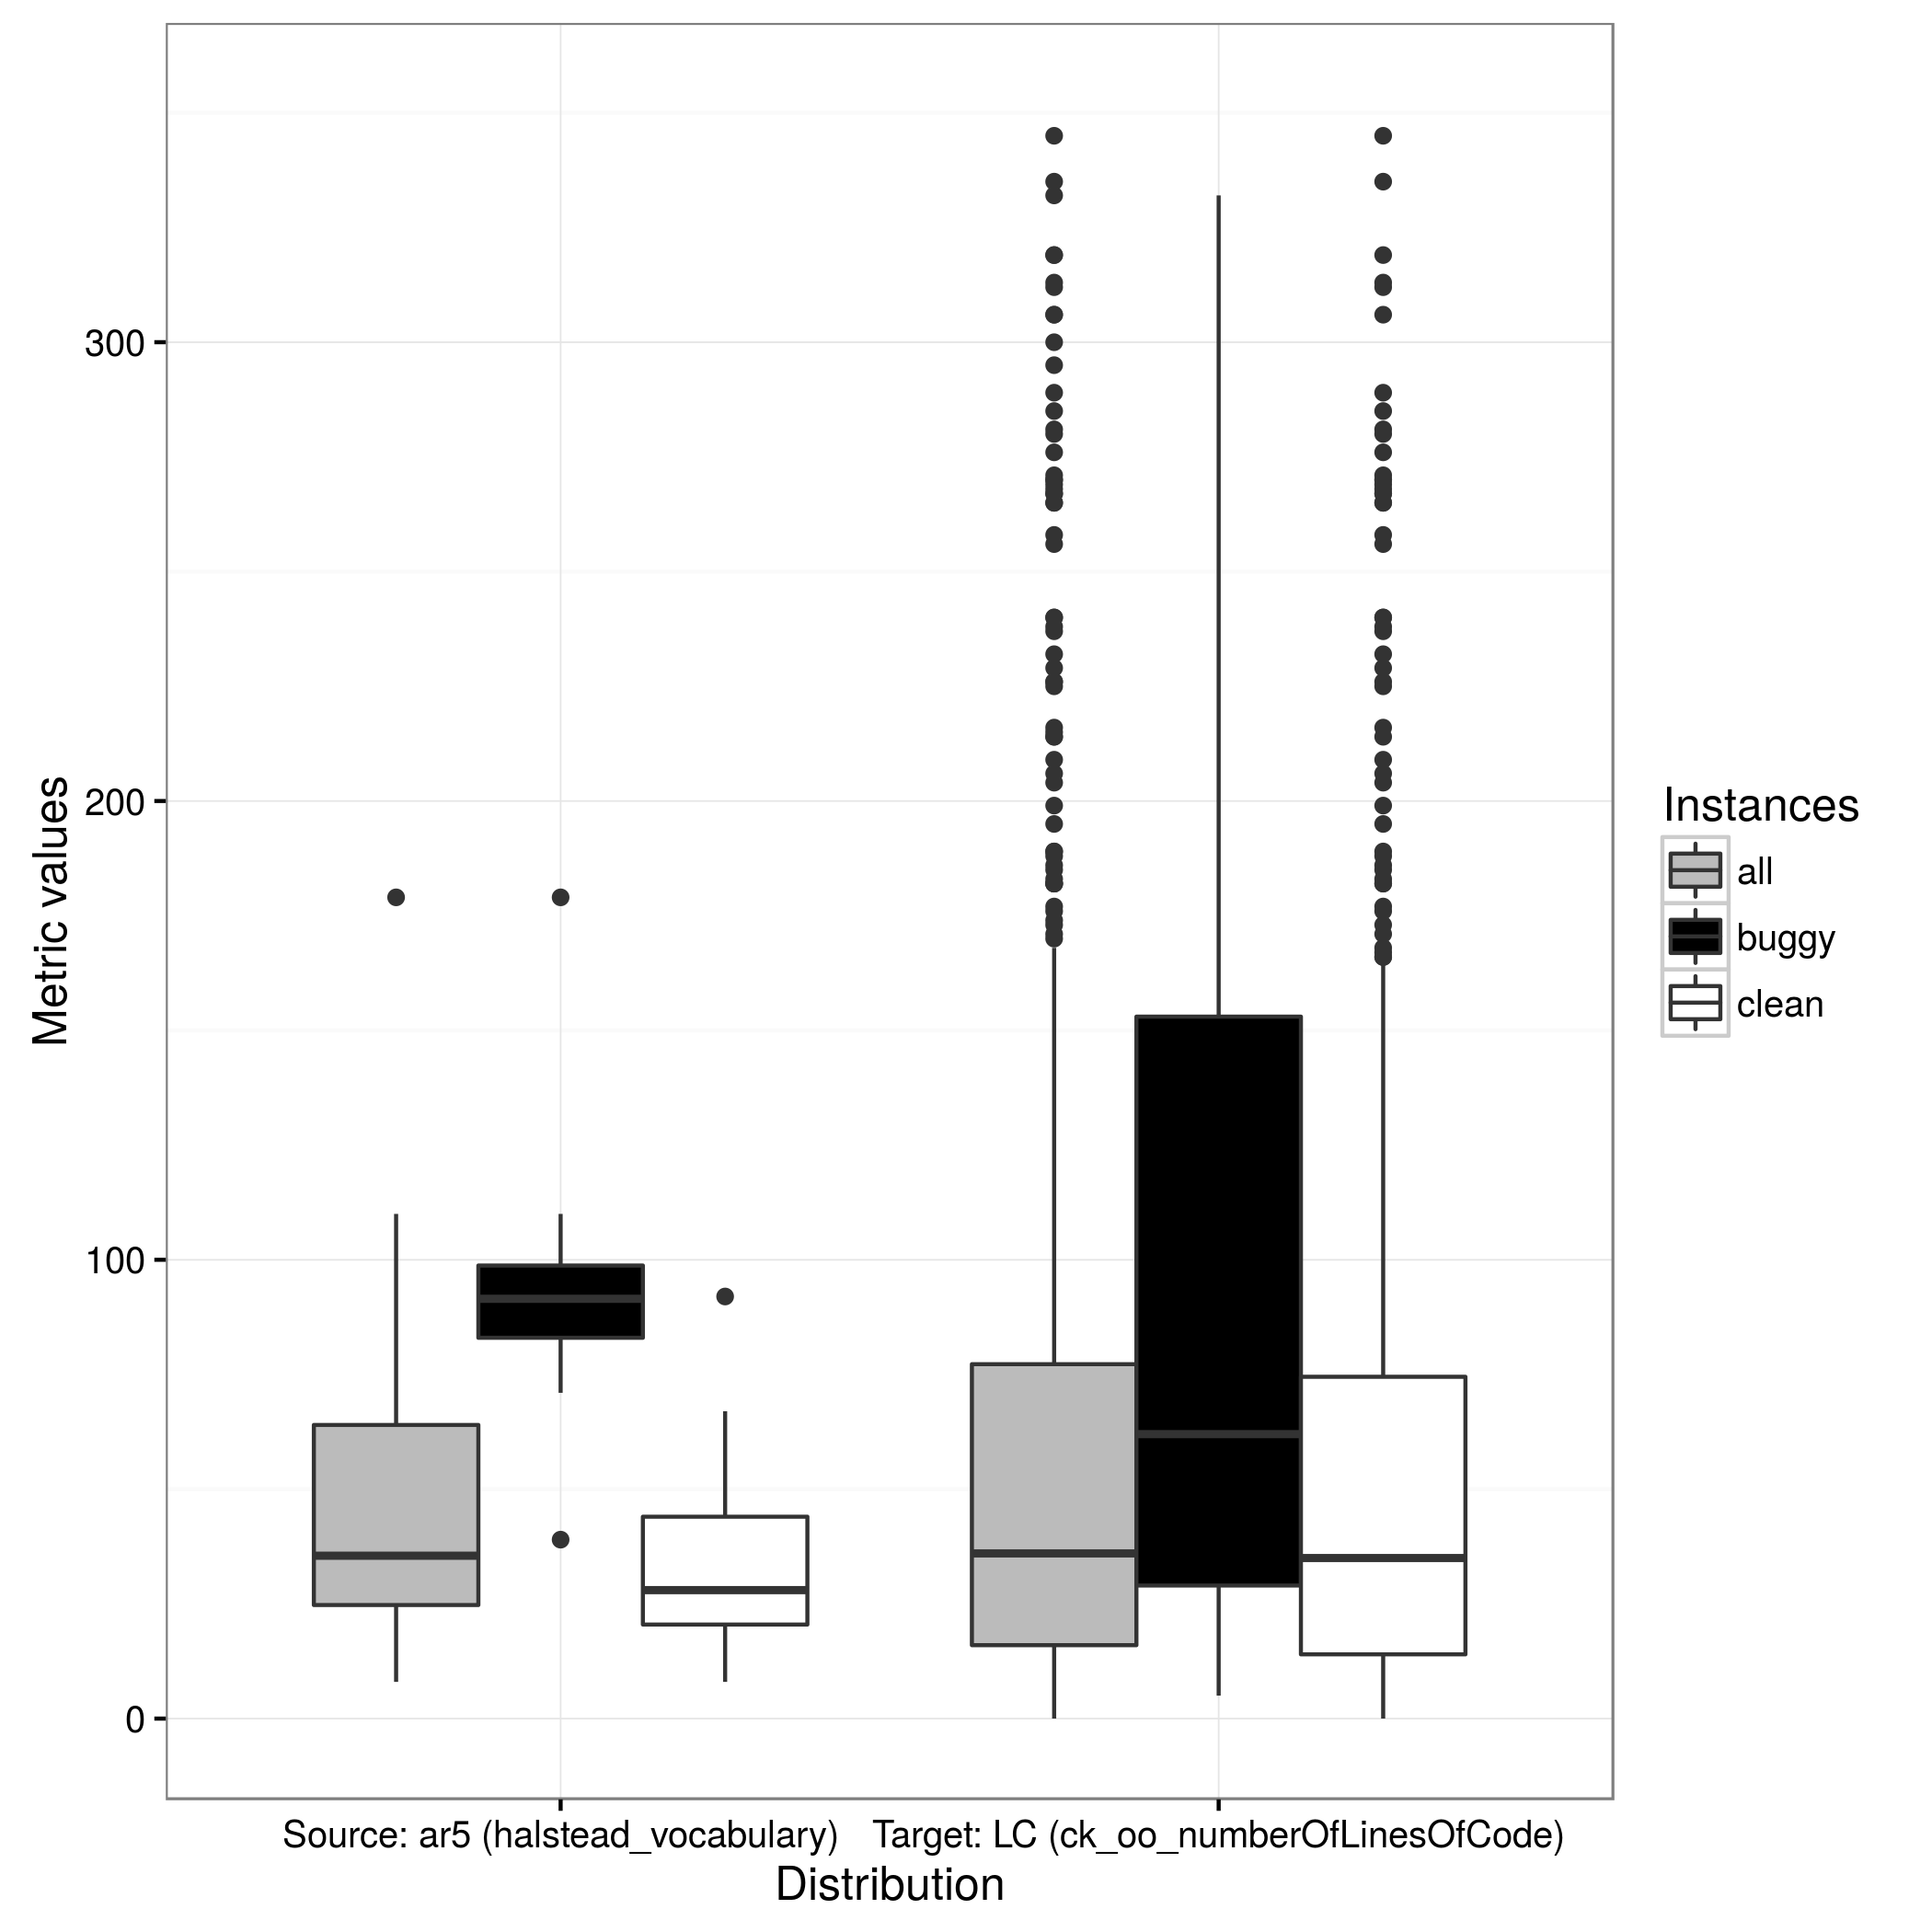 300
200
100
0
Metric values
Source: ar5 (halstead_vocabulary)
Target: LC (ck_oo_numberOfLinesOfCode)
Distribution
Instances
all
buggy
clean